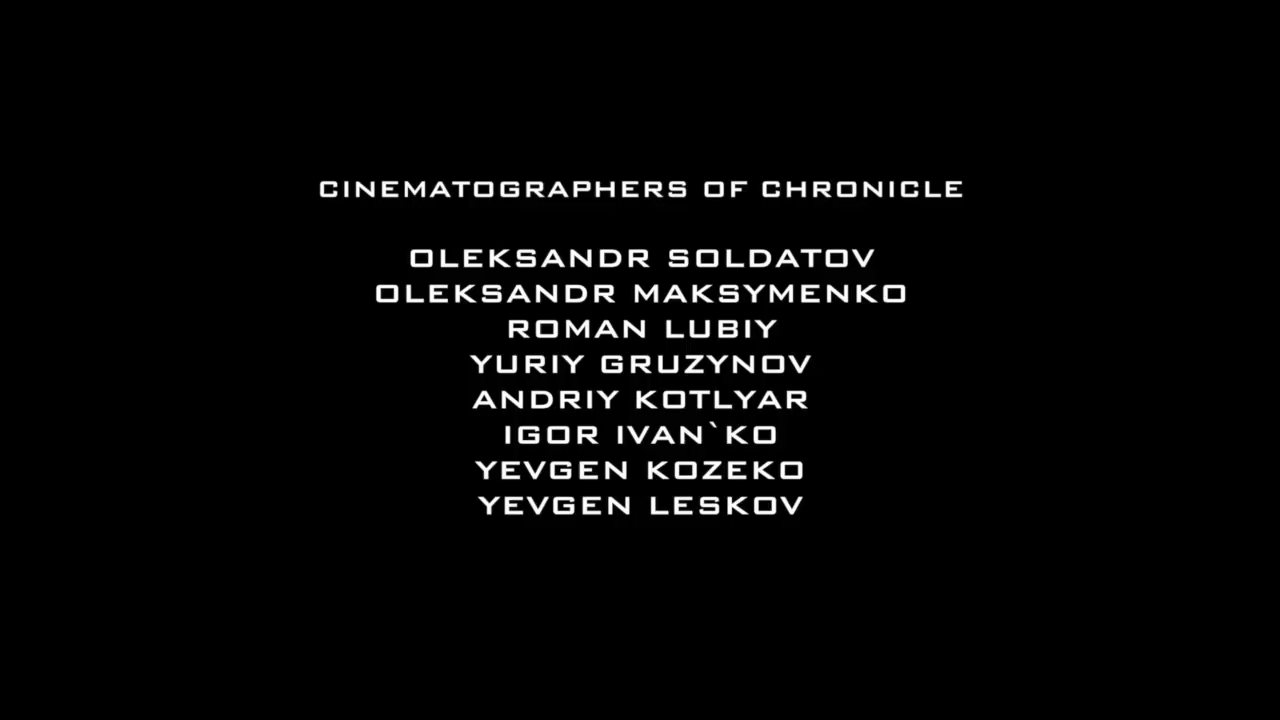 CINEMATOGRAPHERS OF CHRONICLE
OLEKSANDR SOLDATOV
OLEKSANDR MAKSYMENKO
ROMAN LUBIY
YURIY GRUZYNOV
ANDRIY KOTLYAR
IGOR IVAN`KO
YEVGEN KOZEKO
YEVGEN LESKOV